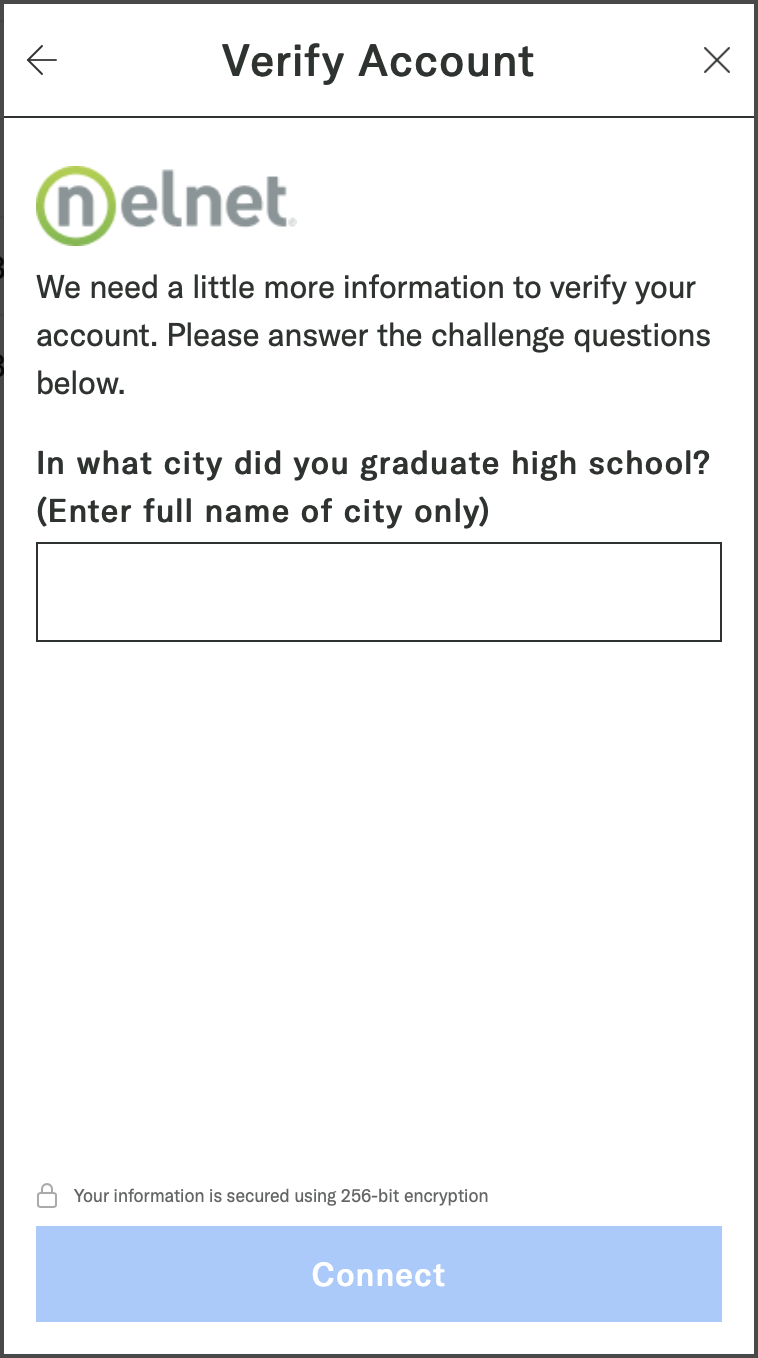 Verify Account
nelnet
We need a little more information to verify your
account. Please answer the challenge questions
below.
In what city did you graduate high school?
(Enter full name of city only)
Your information is secured using 256-bit encryption
Connect